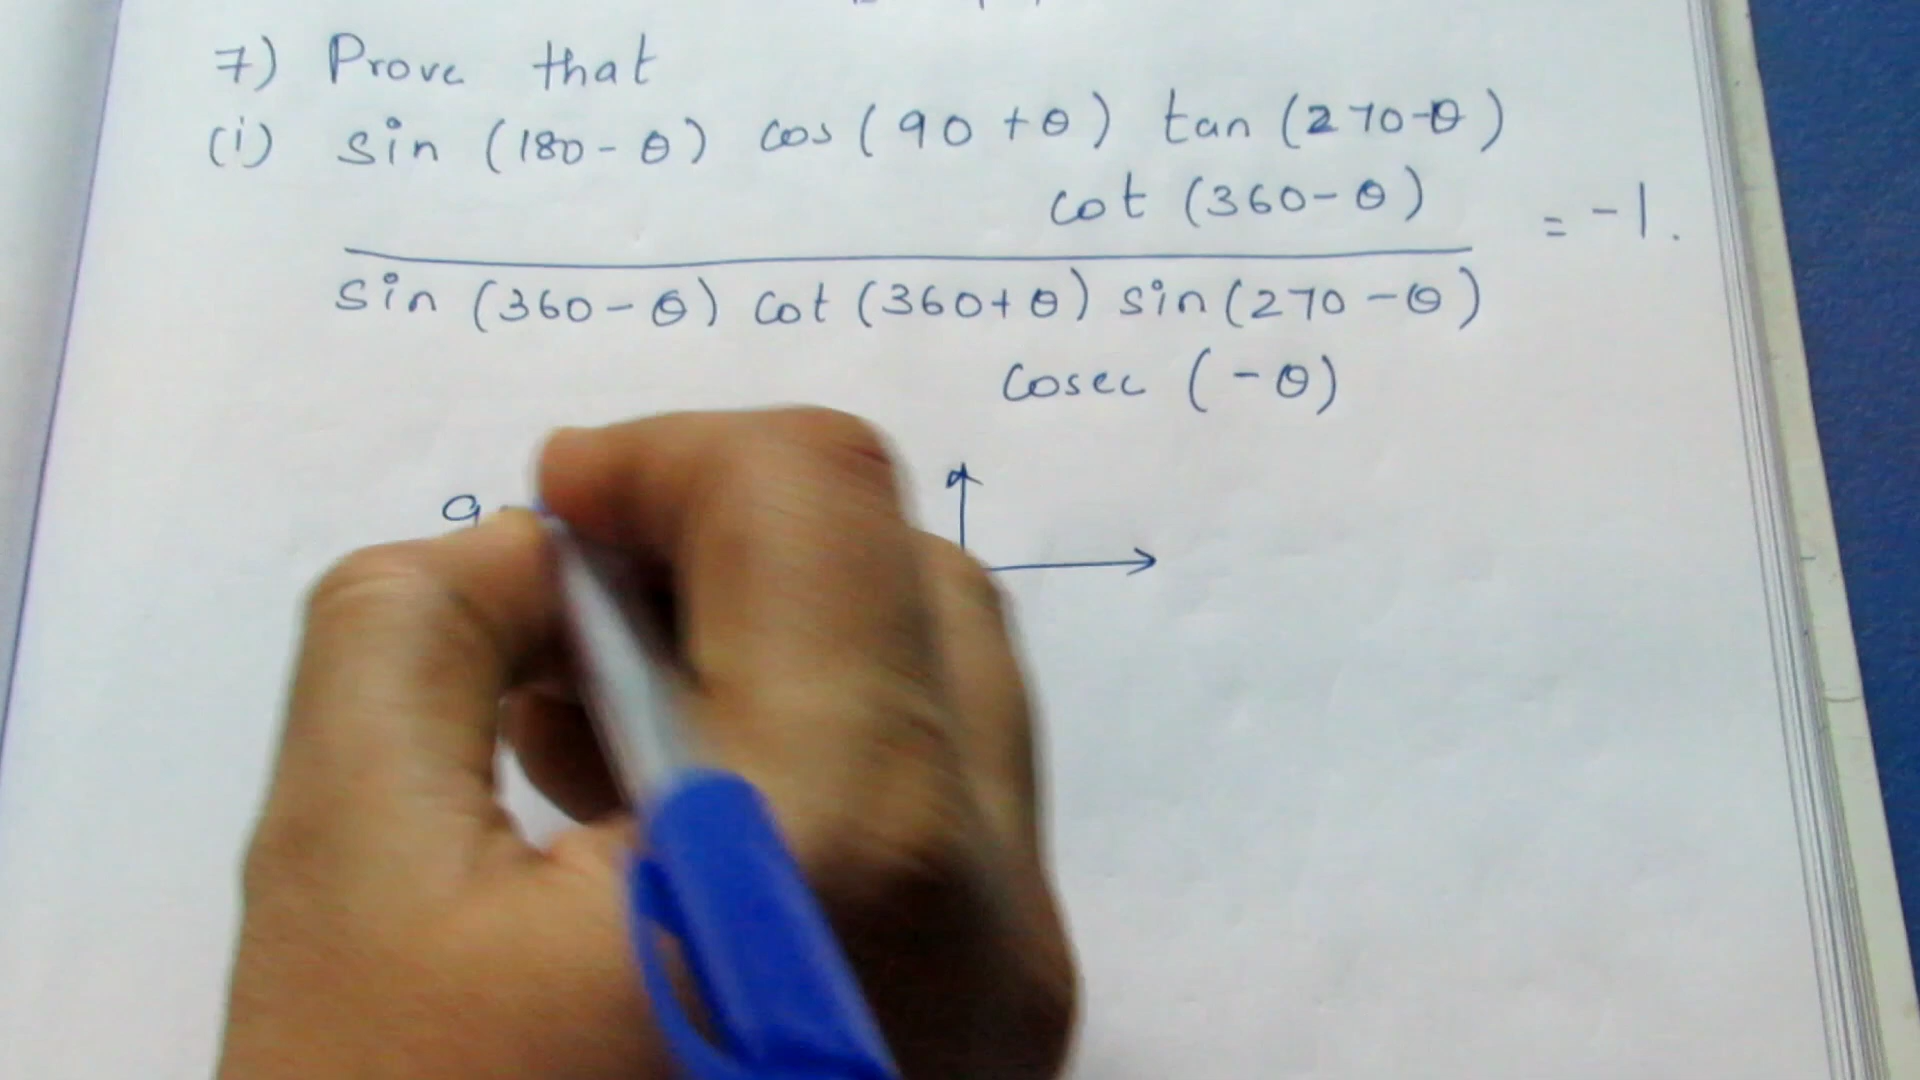 7) Prove that
(i) sin (180 - θ) cos (90 + θ) tan (270-θ)
cot (360-θ)
= -1.
sin (360-θ) cot (360+θ) sin (270-θ)
cosec (-θ)
9